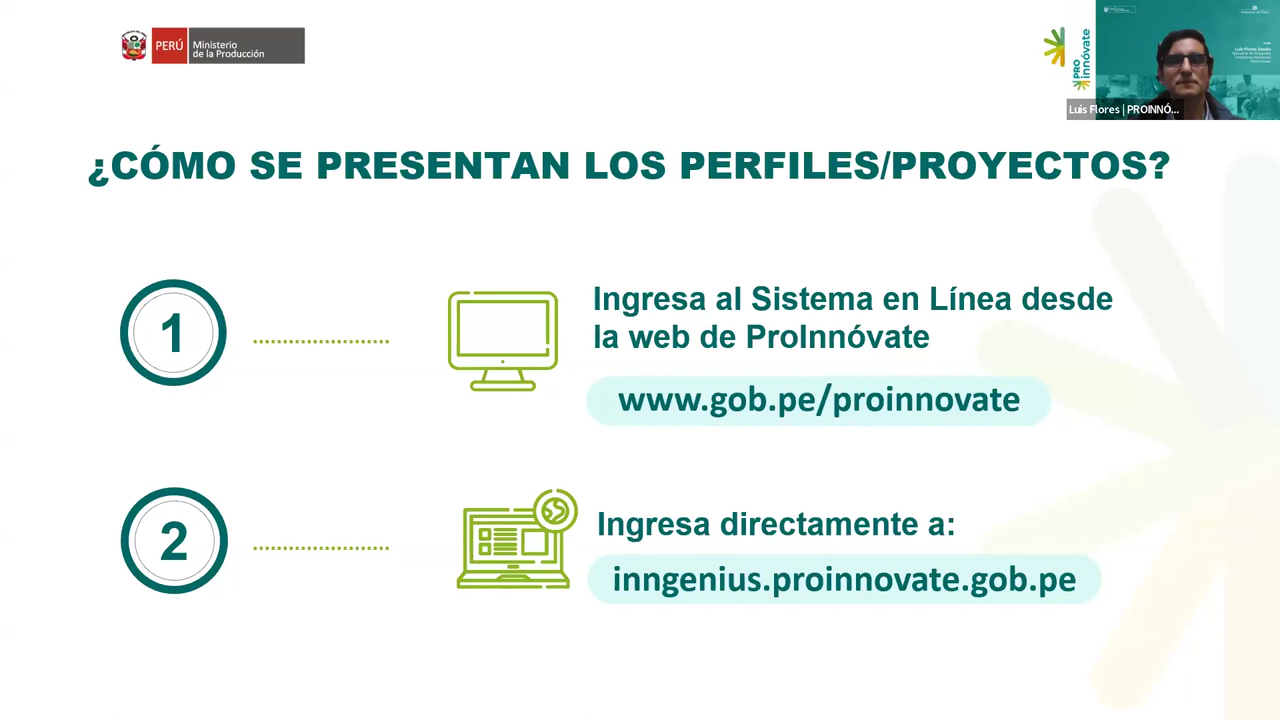 PERÚ
Ministerio
de la Producción
PRO
innóvate
Luis Flores | PROINNÓ...
¿CÓMO SE PRESENTAN LOS PERFILES/PROYECTOS?
1
Ingresa al Sistema en Línea desde
la web de ProInnóvate
www.gob.pe/proinnovate
2
Ingresa directamente a:
inngenius.proinnovate.gob.pe